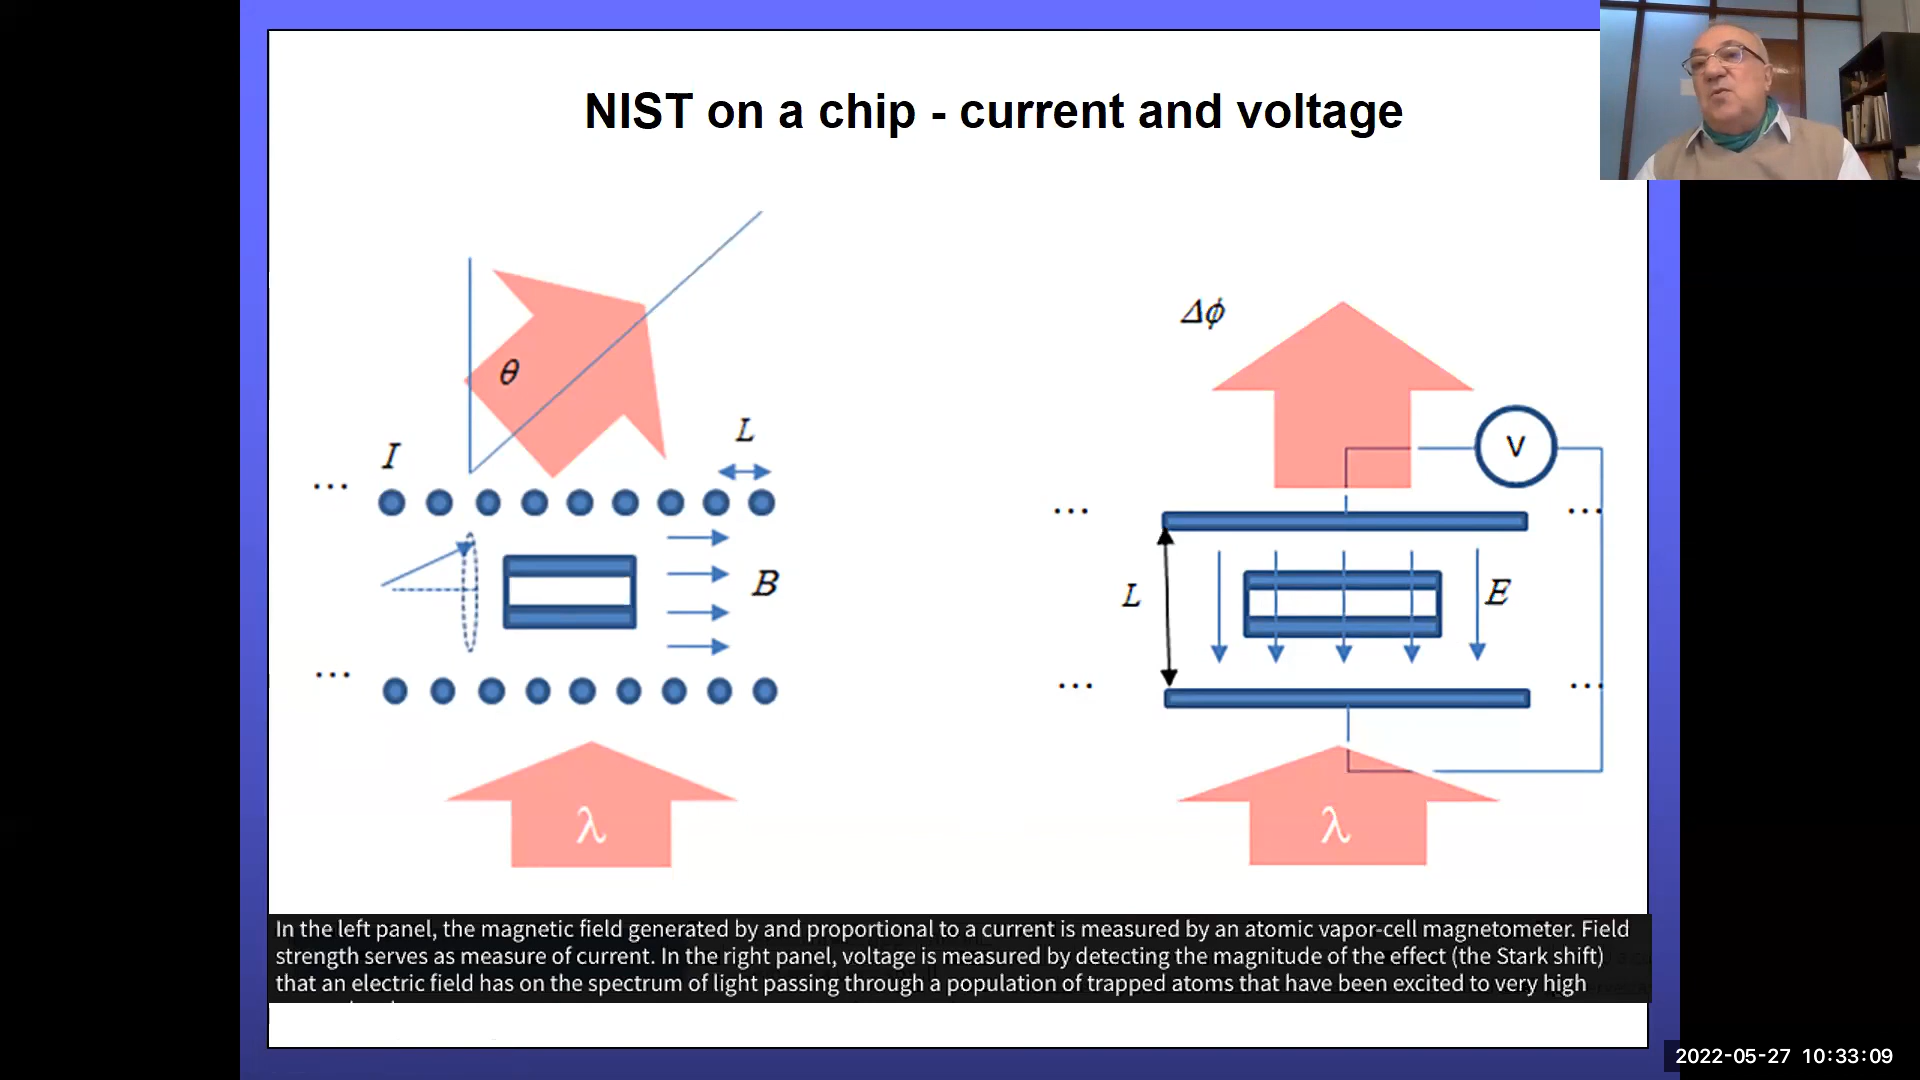 NIST on a chip - current and voltage
θ
I
L
...
B
...
λ
Δϕ
V
...
...
L
E
...
...
λ
In the left panel, the magnetic field generated by and proportional to a current is measured by an atomic vapor-cell magnetometer. Field
strength serves as measure of current. In the right panel, voltage is measured by detecting the magnitude of the effect (the Stark shift)
that an electric field has on the spectrum of light passing through a population of trapped atoms that have been excited to very high
2022-05-27 10:33:09